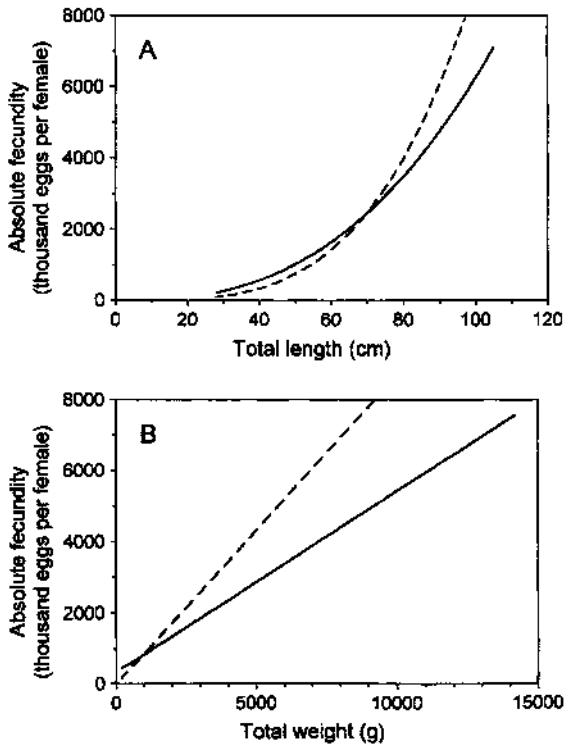 8000
A
6000
4000
2000
0
0 20 40 60 80 100 120
Absolute fecundity
(thousand eggs per female)
Total length (cm)
8000
B
6000
4000
2000
0
0 5000 10000 15000
Absolute fecundity
(thousand eggs per female)
Total weight (g)